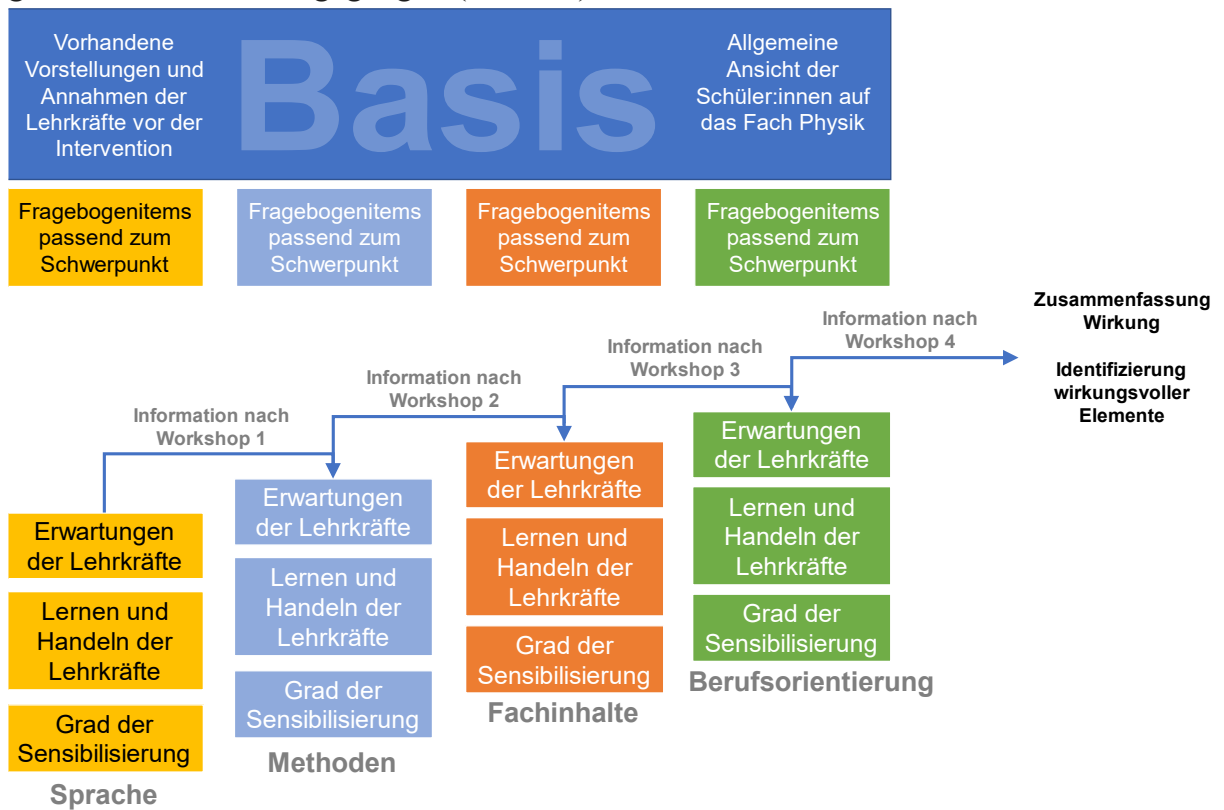 Vorhandene
Vorstellungen und
Annahmen der
Lehrkräfte vor der
Intervention
Basis
Allgemeine
Ansicht der
Schüler:innen auf
das Fach Physik
Fragebogenitems
passend zum
Schwerpunkt
Fragebogenitems
passend zum
Schwerpunkt
Fragebogenitems
passend zum
Schwerpunkt
Fragebogenitems
passend zum
Schwerpunkt
Information nach
Workshop 1
Information nach
Workshop 2
Information nach
Workshop 3
Information nach
Workshop 4
Zusammenfassung
Wirkung
Identifizierung
wirkungsvoller
Elemente
Erwartungen
der Lehrkräfte
Lernen und
Handeln der
Lehrkräfte
Grad der
Sensibilisierung
Sprache
Erwartungen
der Lehrkräfte
Lernen und
Handeln der
Lehrkräfte
Grad der
Sensibilisierung
Methoden
Erwartungen
der Lehrkräfte
Lernen und
Handeln der
Lehrkräfte
Grad der
Sensibilisierung
Fachinhalte
Erwartungen
der Lehrkräfte
Lernen und
Handeln der
Lehrkräfte
Grad der
Sensibilisierung
Berufsorientierung